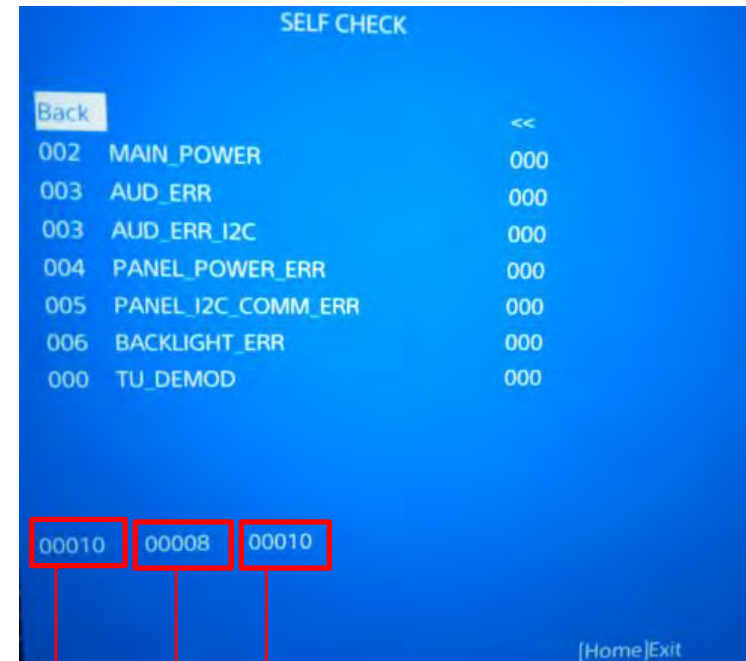 SELF CHECK
Back <<
002 MAIN_POWER 000
003 AUD_ERR 000
003 AUD_ERR_I2C 000
004 PANEL_POWER_ERR 000
005 PANEL_I2C_COMM_ERR 000
006 BACKLIGHT_ERR 000
000 TU_DEMOD 000
00010 00008 00010
[Home]Exit